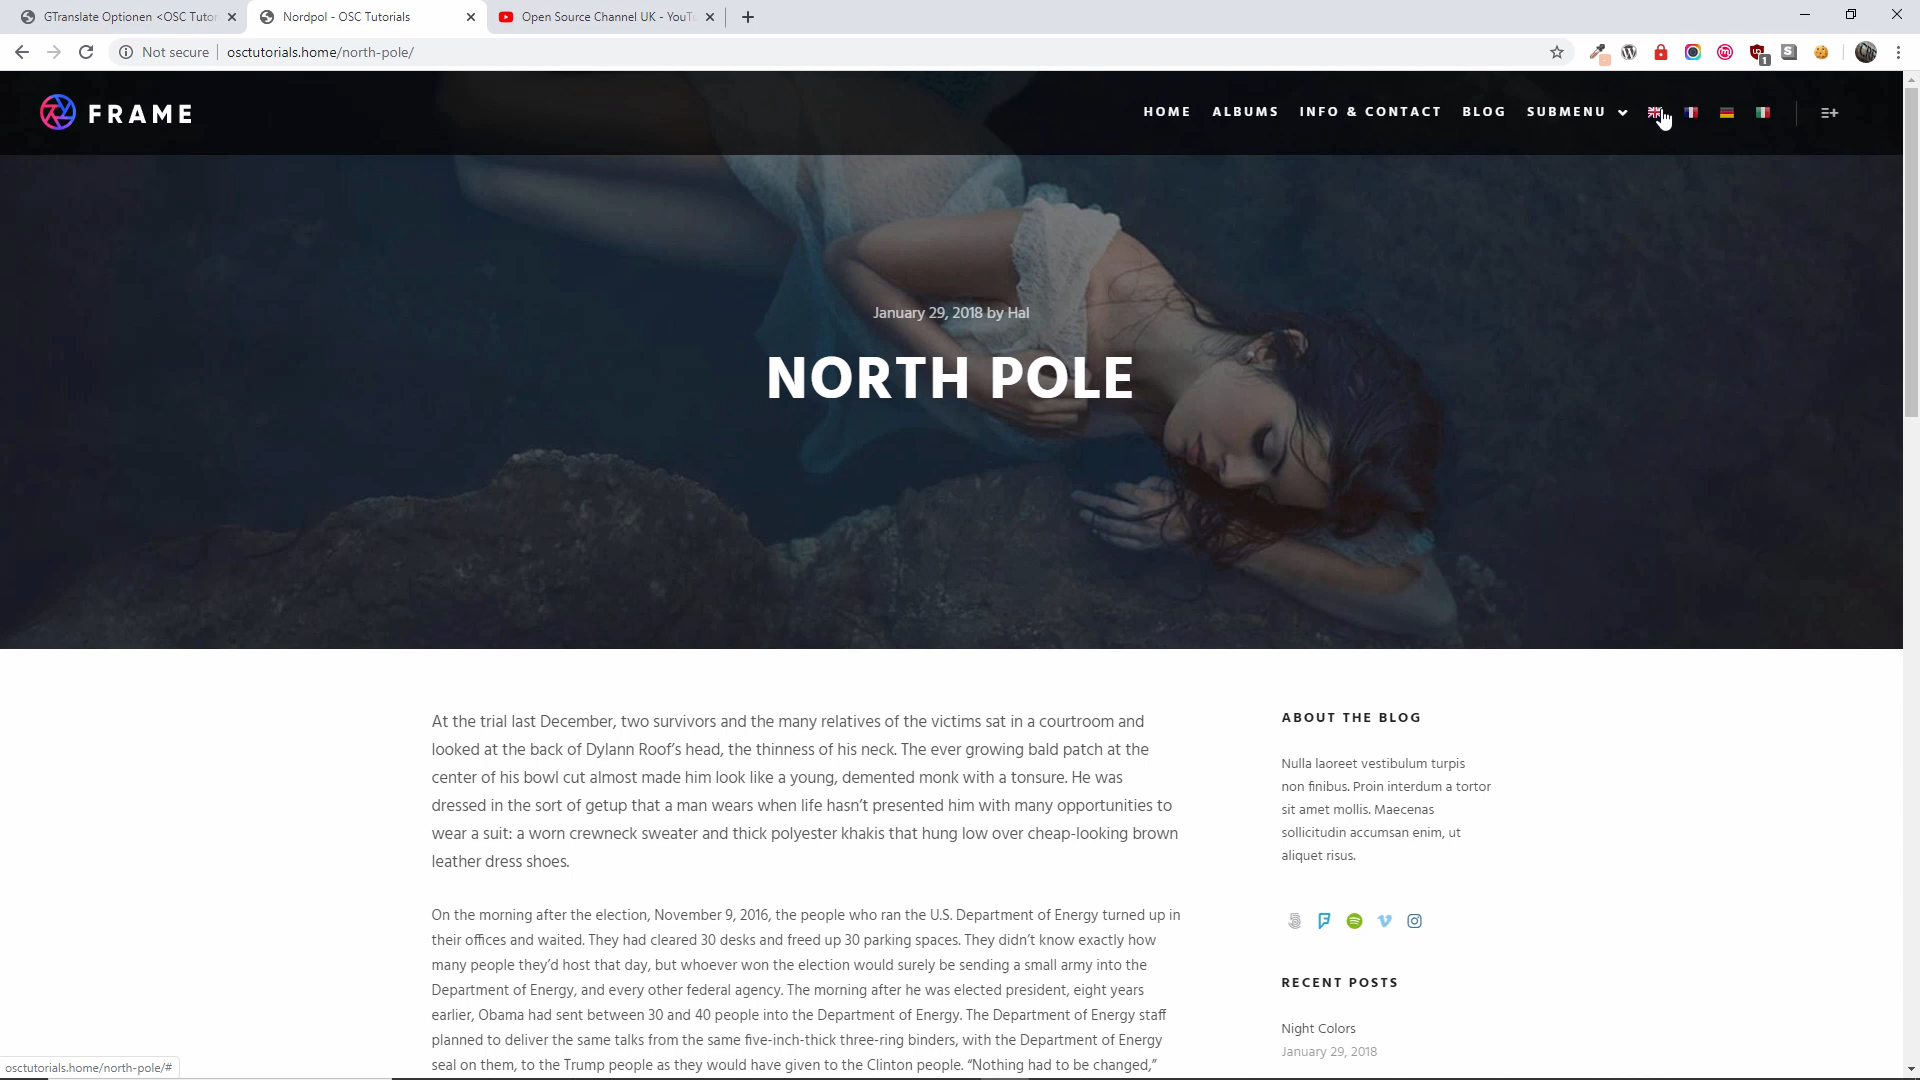 GTranslate Optionen <OSC Tutor
Nordpol - OSC Tutorials
Open Source Channel UK - YouTu
Not secure
osctutorials.home/north-pole/
FRAME
HOME
ALBUMS
INFO & CONTACT
BLOG
SUBMENU
January 29, 2018 by Hal
NORTH POLE
At the trial last December, two survivors and the many relatives of the victims sat in a courtroom and
looked at the back of Dylann Roof’s head, the thinness of his neck. The ever growing bald patch at the
center of his bowl cut almost made him look like a young, demented monk with a tonsure. He was
dressed in the sort of getup that a man wears when life hasn’t presented him with many opportunities to
wear a suit: a worn crewneck sweater and thick polyester khakis that hung low over cheap-looking brown
leather dress shoes.
On the morning after the election, November 9, 2016, the people who ran the U.S. Department of Energy turned up in
their offices and waited. They had cleared 30 desks and freed up 30 parking spaces. They didn’t know exactly how
many people they’d host that day, but whoever won the election would surely be sending a small army into the
Department of Energy, and every other federal agency. The morning after he was elected president, eight years
earlier, Obama had sent between 30 and 40 people into the Department of Energy. The Department of Energy staff
planned to deliver the same talks from the same five-inch-thick three-ring binders, with the Department of Energy
seal on them, to the Trump people as they would have given to the Clinton people. “Nothing had to be changed,”
ABOUT THE BLOG
Nulla laoreet vestibulum turpis
non finibus. Proin interdum a tortor
sit amet mollis. Maecenas
sollicitudin accumsan enim, ut
aliquet risus.
RECENT POSTS
Night Colors
January 29, 2018
osctutorials.home/north-pole/#